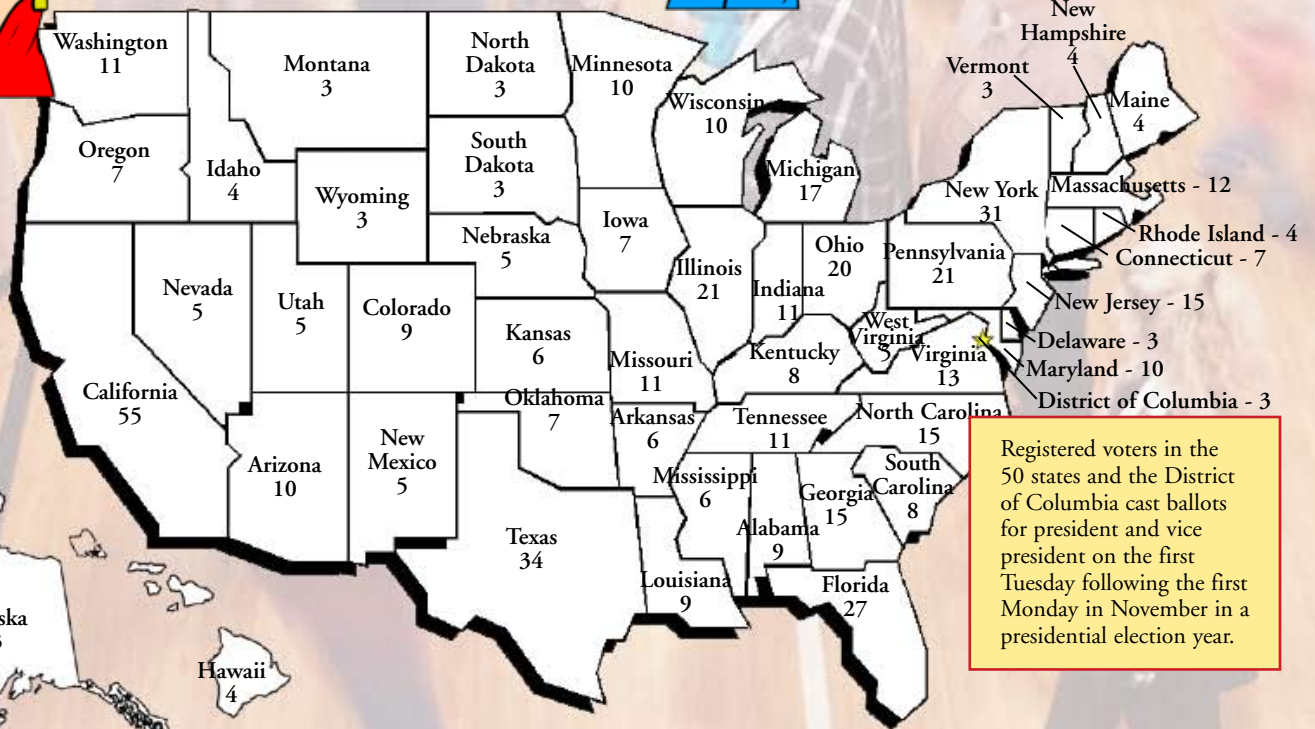 New
Hampshire
4
Vermont
3
Maine
4
Washington
11
Montana
3
North
Dakota
3
Minnesota
10
Wisconsin
10
Oregon
7
Idaho
4
Wyoming
3
South
Dakota
3
Michigan
17
New York
31
Massachusetts - 12
Rhode Island - 4
Connecticut - 7
Nebraska
5
Iowa
7
Illinois
21
Indiana
11
Ohio
20
Pennsylvania
21
New Jersey - 15
Nevada
5
Utah
5
Colorado
9
Kansas
6
Missouri
11
Kentucky
8
West
Virginia
5
Virginia
13
Delaware - 3
Maryland - 10
District of Columbia - 3
California
55
Arizona
10
New
Mexico
5
Oklahoma
7
Arkansas
6
Tennessee
11
North Carolina
15
South
Carolina
8
Mississippi
6
Alabama
9
Georgia
15
Texas
34
Louisiana
9
Florida
27
ska
Hawaii
4
Registered voters in the
50 states and the District
of Columbia cast ballots
for president and vice
president on the first
Tuesday following the first
Monday in November in a
presidential election year.